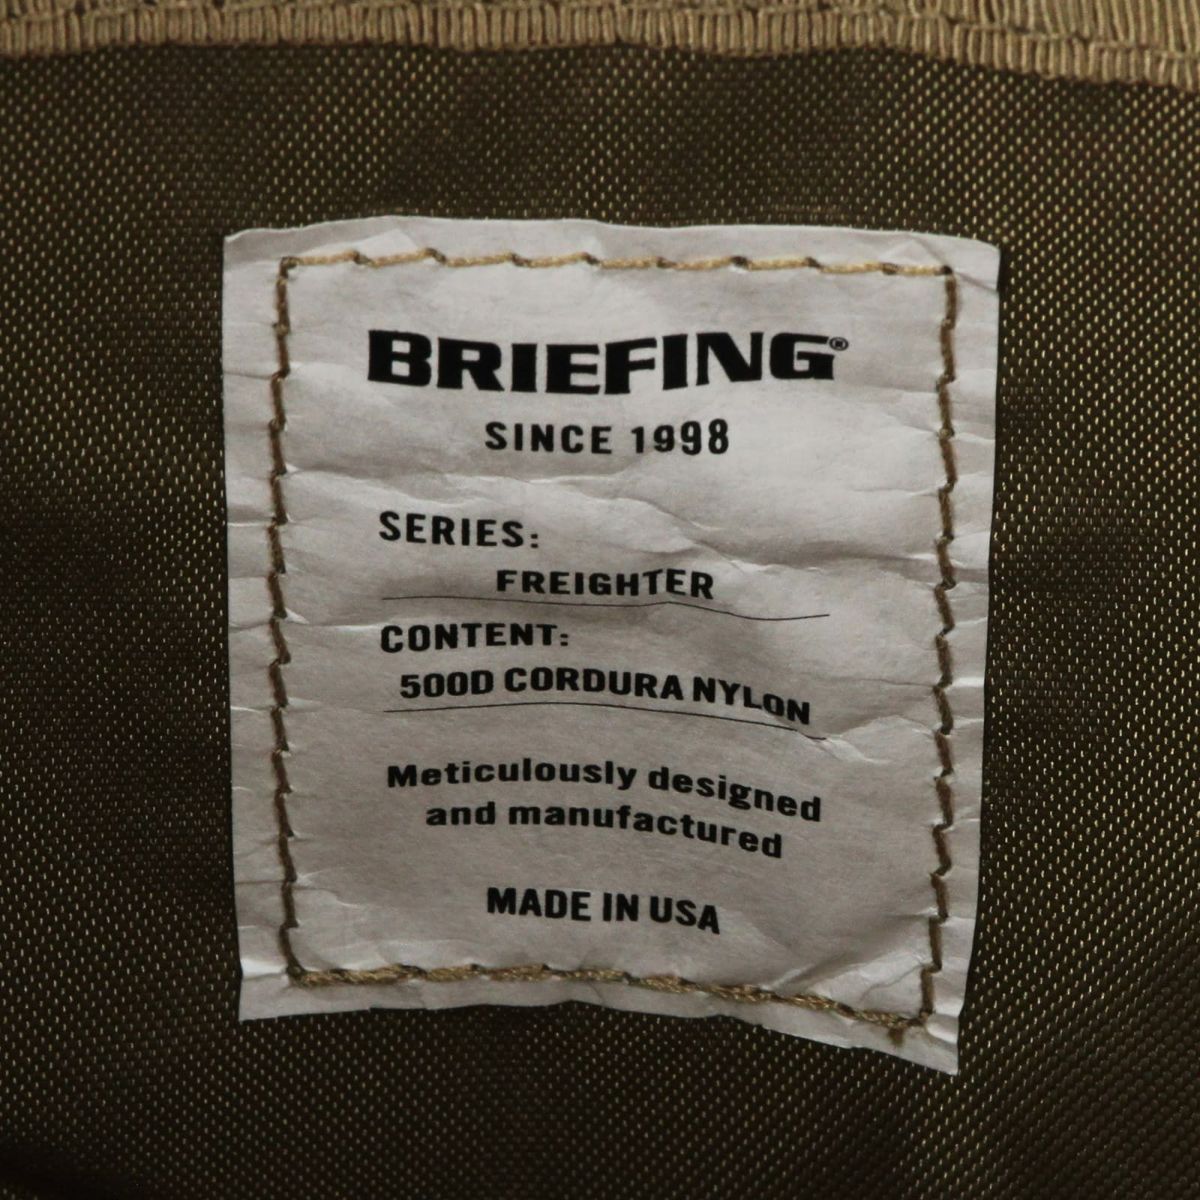 BRIEFING®
SINCE 1998
SERIES:
FREIGHTER
CONTENT:
500D CORDURA NYLON
Meticulously designed
and manufactured
MADE IN USA